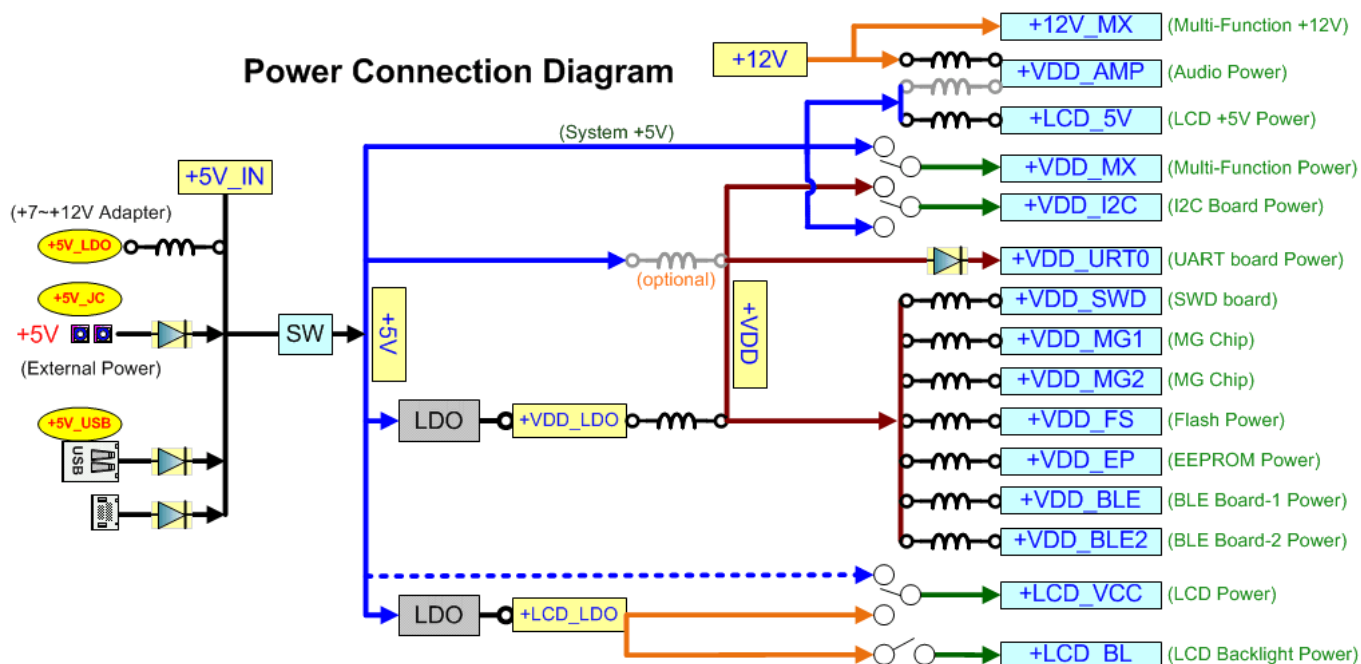 Power Connection Diagram
+12V
+12V_MX (Multi-Function +12V)
+VDD_AMP (Audio Power)
+LCD_5V (LCD +5V Power)
(System +5V)
+VDD_MX (Multi-Function Power)
+5V_IN
+VDD_I2C (I2C Board Power)
(+7~+12V Adapter)
+5V_LDO
+VDD_URT0 (UART board Power)
(optional)
+5V_JC
+5V
(External Power)
SW
+5V
+VDD
+VDD_SWD (SWD board)
+VDD_MG1 (MG Chip)
+VDD_MG2 (MG Chip)
+5V_USB
USB
LDO
+VDD_LDO
+VDD_FS (Flash Power)
+VDD_EP (EEPROM Power)
+VDD_BLE (BLE Board-1 Power)
+VDD_BLE2 (BLE Board-2 Power)
+LCD_VCC (LCD Power)
LDO
+LCD_LDO
+LCD_BL (LCD Backlight Power)